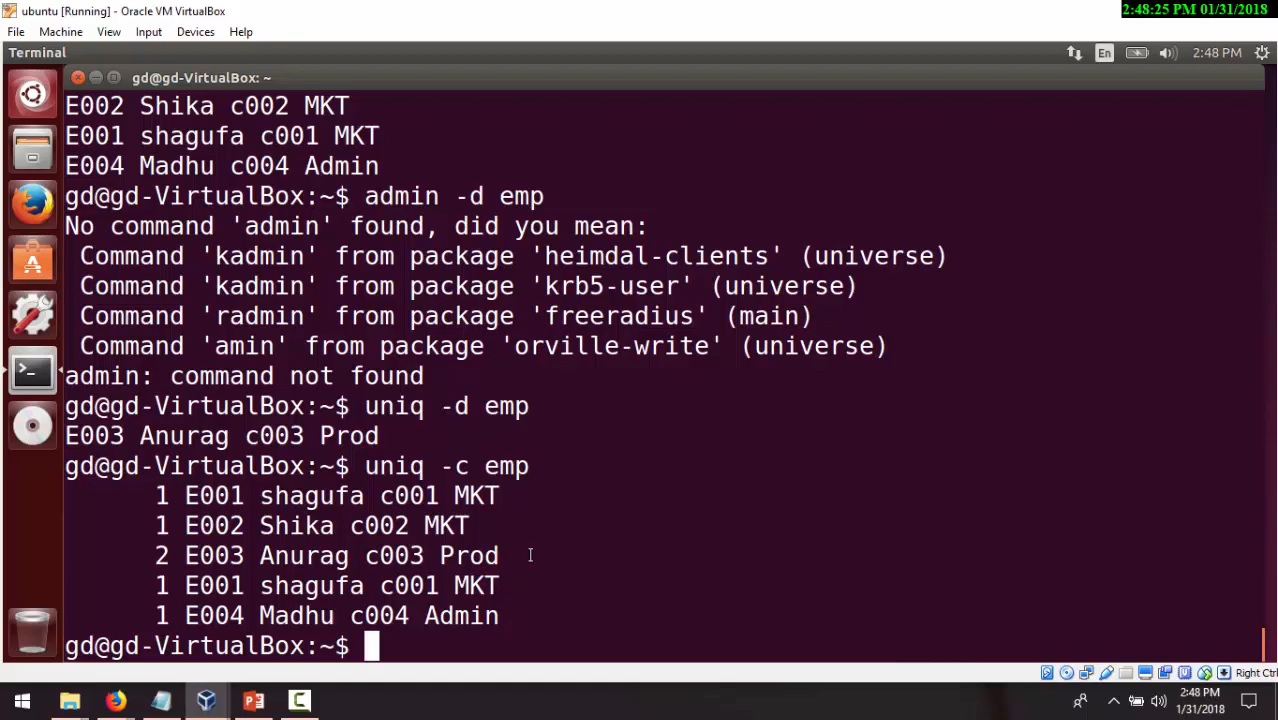 ubuntu [Running] - Oracle VM VirtualBox
2:48:25 PM 01/31/2018
File Machine View Input Devices Help
Terminal
En
2:48 PM
gd@gd-VirtualBox: ~
E002 Shika c002 MKT
E001 shagufa c001 MKT
E004 Madhu c004 Admin
gd@gd-VirtualBox:~$ admin -d emp
No command 'admin' found, did you mean:
 Command 'kadmin' from package 'heimdal-clients' (universe)
 Command 'kadmin' from package 'krb5-user' (universe)
 Command 'radmin' from package 'freeradius' (main)
 Command 'amin' from package 'orville-write' (universe)
admin: command not found
gd@gd-VirtualBox:~$ uniq -d emp
E003 Anurag c003 Prod
gd@gd-VirtualBox:~$ uniq -c emp
      1 E001 shagufa c001 MKT
      1 E002 Shika c002 MKT
      2 E003 Anurag c003 Prod
      1 E001 shagufa c001 MKT
      1 E004 Madhu c004 Admin
gd@gd-VirtualBox:~$
Right Ctrl
2:48 PM
1/31/2018